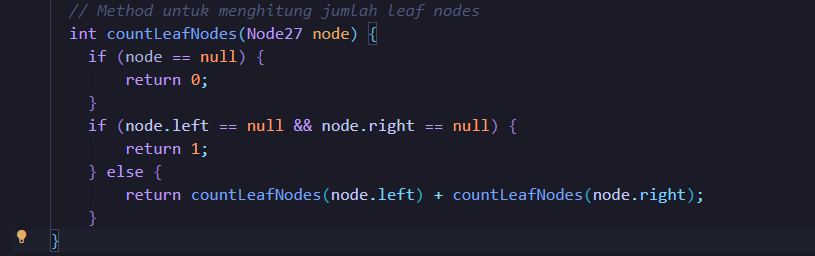 // Method untuk menghitung jumlah leaf nodes
int countLeafNodes(Node27 node) {
if (node == null) {
return 0;
}
if (node.left == null && node.right == null) {
return 1;
} else {
return countLeafNodes(node.left) + countLeafNodes(node.right);
}
}